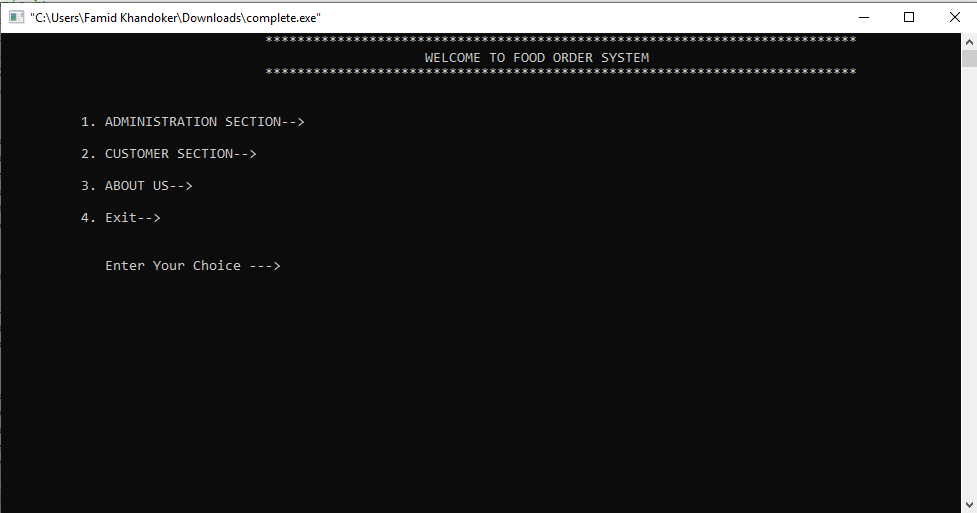 "C:\Users\Famid Khandoker\Downloads\complete.exe"
**************************************************************************
WELCOME TO FOOD ORDER SYSTEM
**************************************************************************
1. ADMINISTRATION SECTION-->
2. CUSTOMER SECTION-->
3. ABOUT US-->
4. Exit-->
Enter Your Choice --->